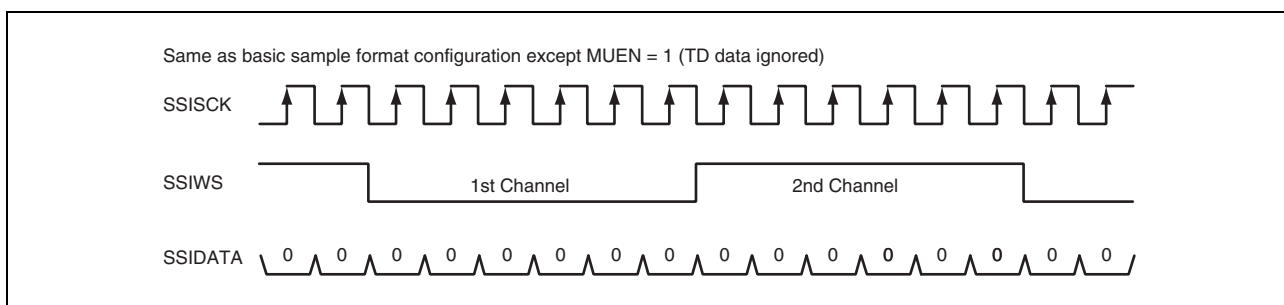 Same as basic sample format configuration except MUEN = 1 (TD data ignored)
SSISCK
SSIWS 1st Channel 2nd Channel
SSIDATA 0 0 0 0 0 0 0 0 0 0 0 0 0 0 0 0